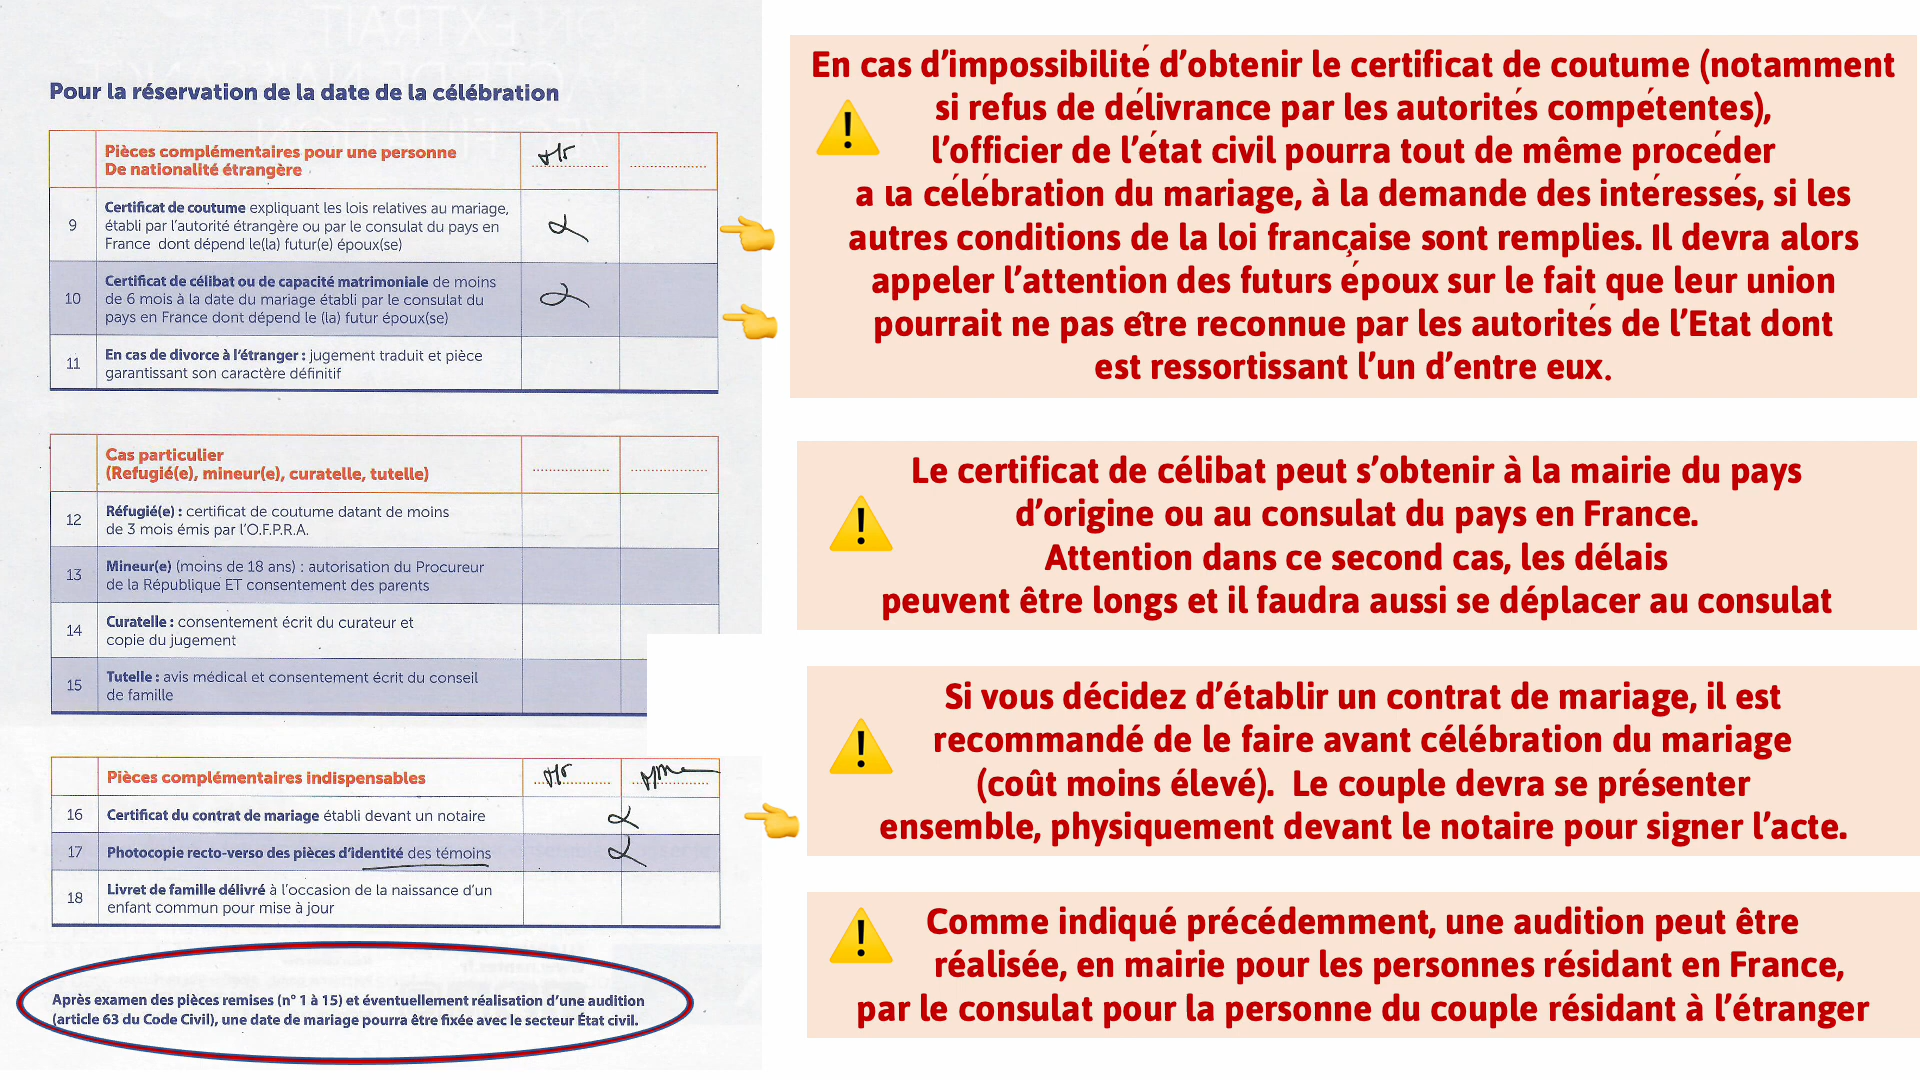 Pour la réservation de la date de la célébration
Pièces complémentaires pour une personne
De nationalité étrangère
Mr
9
Certificat de coutume expliquant les lois relatives au mariage,
établi par l'autorité étrangère ou par le consulat du pays en
France dont dépend le(la) futur(e) époux(se)
10
Certificat de célibat ou de capacité matrimoniale de moins
de 6 mois à la date du mariage établi par le consulat du
pays en France dont dépend le (la) futur époux(se)
11
En cas de divorce à l'étranger : jugement traduit et pièce
garantissant son caractère définitif
Cas particulier
(Refugié(e), mineur(e), curatelle, tutelle)
12
Réfugié(e) : certificat de coutume datant de moins
de 3 mois émis par l'O.F.P.R.A.
13
Mineur(e) (moins de 18 ans) : autorisation du Procureur
de la République ET consentement des parents
14
Curatelle : consentement écrit du curateur et
copie du jugement
15
Tutelle : avis médical et consentement écrit du conseil
de famille
Pièces complémentaires indispensables
Mr Mme
16
Certificat du contrat de mariage établi devant un notaire
17
Photocopie recto-verso des pièces d'identité des témoins
18
Livret de famille délivré à l'occasion de la naissance d'un
enfant commun pour mise à jour
Après examen des pièces remises (n° 1 à 15) et éventuellement réalisation d'une audition
(article 63 du Code Civil), une date de mariage pourra être fixée avec le secteur État civil.
En cas d'impossibilité d'obtenir le certificat de coutume (notamment
si refus de délivrance par les autorités compétentes),
l'officier de l'état civil pourra tout de même procéder
a la célébration du mariage, à la demande des intéressés, si les
autres conditions de la loi française sont remplies. Il devra alors
appeler l'attention des futurs époux sur le fait que leur union
pourrait ne pas être reconnue par les autorités de l'Etat dont
est ressortissant l'un d'entre eux.
Le certificat de célibat peut s'obtenir à la mairie du pays
d'origine ou au consulat du pays en France.
Attention dans ce second cas, les délais
peuvent être longs et il faudra aussi se déplacer au consulat
Si vous décidez d'établir un contrat de mariage, il est
recommandé de le faire avant célébration du mariage
(coût moins élevé). Le couple devra se présenter
ensemble, physiquement devant le notaire pour signer l'acte.
Comme indiqué précédemment, une audition peut être
réalisée, en mairie pour les personnes résidant en France,
par le consulat pour la personne du couple résidant à l'étranger